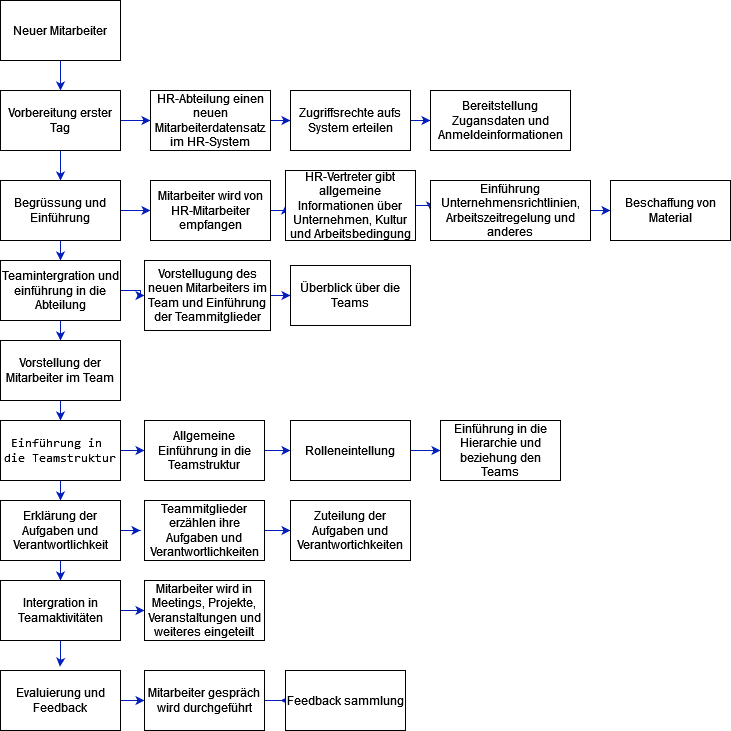 Neuer Mitarbeiter
Vorbereitung erster
Tag
HR-Abteilung einen
neuen
Mitarbeiterdatensatz
im HR-System
Zugriffsrechte aufs
System erteilen
Bereitstellung
Zugansdaten und
Anmeldeinformationen
Begrüssung und
Einführung
Mitarbeiter wird von
HR-Mitarbeiter
empfangen
HR-Vertreter gibt
allgemeine
Informationen über
Unternehmen, Kultur
und Arbeitsbedingung
Einführung
Unternehmensrichtlinien,
Arbeitszeitregelung und
anderes
Beschaffung von
Material
Teamintergration und
einführung in die
Abteilung
Vorstellugung des
neuen Mitarbeiters im
Team und Einführung
der Teammitglieder
Überblick über die
Teams
Vorstellung der
Mitarbeiter im Team
Einführung in
die Teamstruktur
Allgemeine
Einführung in die
Teamstruktur
Rolleneintellung
Einführung in die
Hierarchie und
beziehung den
Teams
Erklärung der
Aufgaben und
Verantwortlichkeit
Teammitglieder
erzählen ihre
Aufgaben und
Verantwortlichkeiten
Zuteilung der
Aufgaben und
Verantwortichkeiten
Intergration in
Teamaktivitäten
Mitarbeiter wird in
Meetings, Projekte,
Veranstaltungen und
weiteres eingeteilt
Evaluierung und
Feedback
Mitarbeiter gespräch
wird durchgeführt
Feedback sammlung